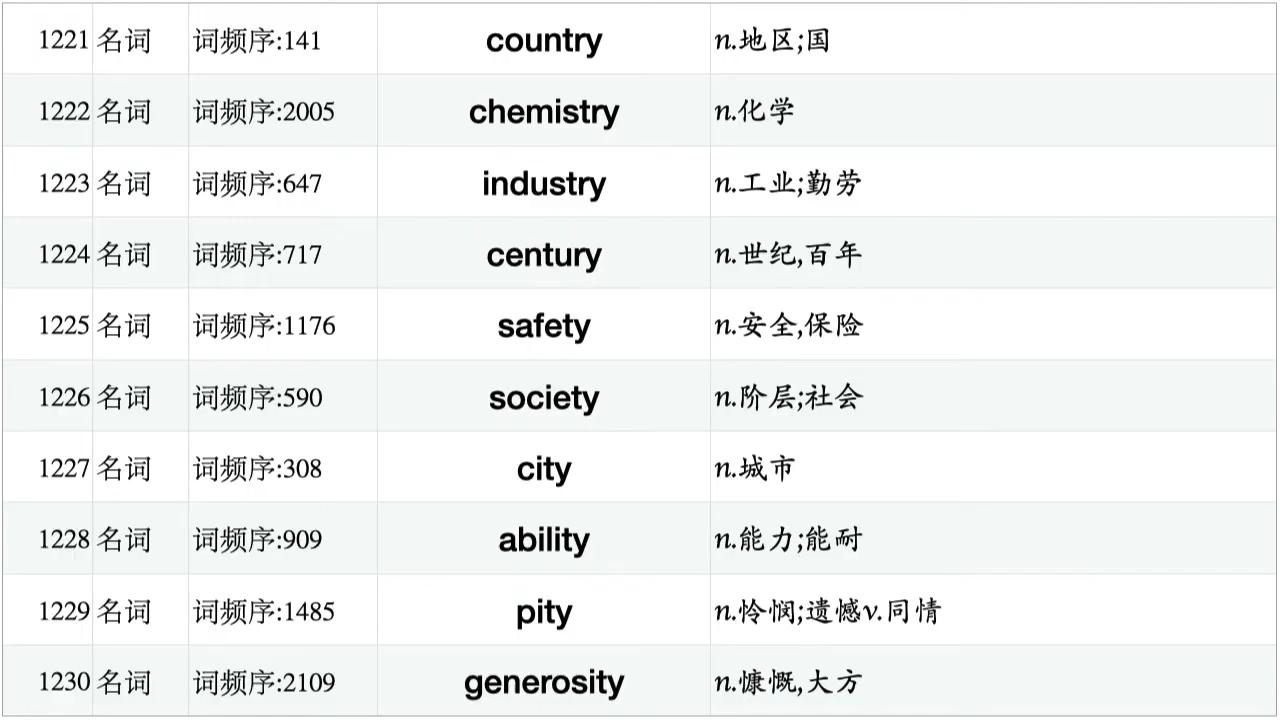 1221 名词 词频序:141 country n.地区;国
1222 名词 词频序:2005 chemistry n.化学
1223 名词 词频序:647 industry n.工业;勤劳
1224 名词 词频序:717 century n.世纪,百年
1225 名词 词频序:1176 safety n.安全,保险
1226 名词 词频序:590 society n.阶层;社会
1227 名词 词频序:308 city n.城市
1228 名词 词频序:909 ability n.能力;能耐
1229 名词 词频序:1485 pity n.怜悯;遗憾v.同情
1230 名词 词频序:2109 generosity n.慷慨,大方